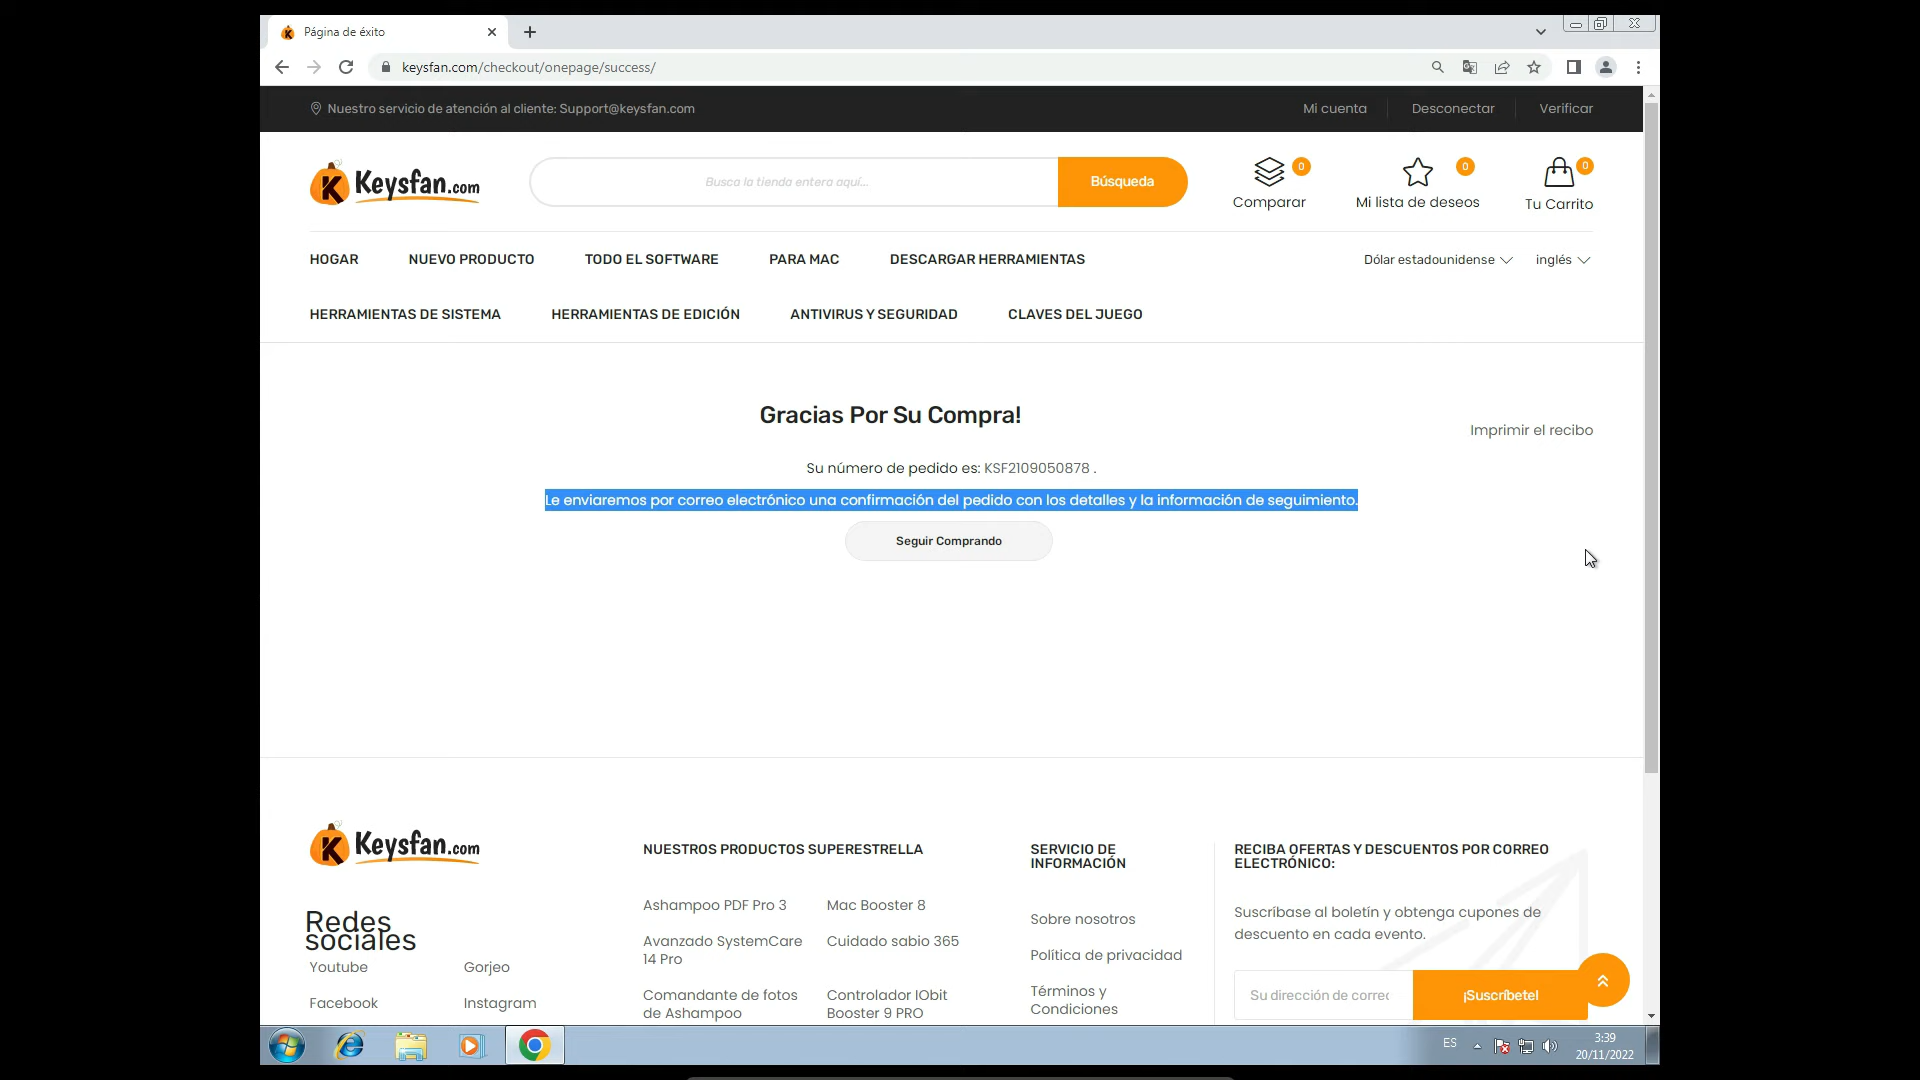 Página de éxito
keysfan.com/checkout/onepage/success/
Nuestro servicio de atención al cliente: Support@keysfan.com
Mi cuenta
Desconectar
Verificar
Keysfan.com
Busca la tienda entera aquí...
Búsqueda
0
Comparar
0
Mi lista de deseos
0
Tu Carrito
HOGAR
NUEVO PRODUCTO
TODO EL SOFTWARE
PARA MAC
DESCARGAR HERRAMIENTAS
Dólar estadounidense
inglés
HERRAMIENTAS DE SISTEMA
HERRAMIENTAS DE EDICIÓN
ANTIVIRUS Y SEGURIDAD
CLAVES DEL JUEGO
Gracias Por Su Compra!
Imprimir el recibo
Su número de pedido es: KSF2109050878 .
Le enviaremos por correo electrónico una confirmación del pedido con los detalles y la información de seguimiento.
Seguir Comprando
Keysfan.com
Redes
sociales
Youtube
Gorjeo
Facebook
Instagram
NUESTROS PRODUCTOS SUPERESTRELLA
Ashampoo PDF Pro 3
Mac Booster 8
Avanzado SystemCare
14 Pro
Cuidado sabio 365
Comandante de fotos
de Ashampoo
Controlador IObit
Booster 9 PRO
SERVICIO DE
INFORMACIÓN
Sobre nosotros
Política de privacidad
Términos y
Condiciones
RECIBA OFERTAS Y DESCUENTOS POR CORREO
ELECTRÓNICO:
Suscríbase al boletín y obtenga cupones de
descuento en cada evento.
Su dirección de correc
¡Suscríbete!
ES
3:39
20/11/2022